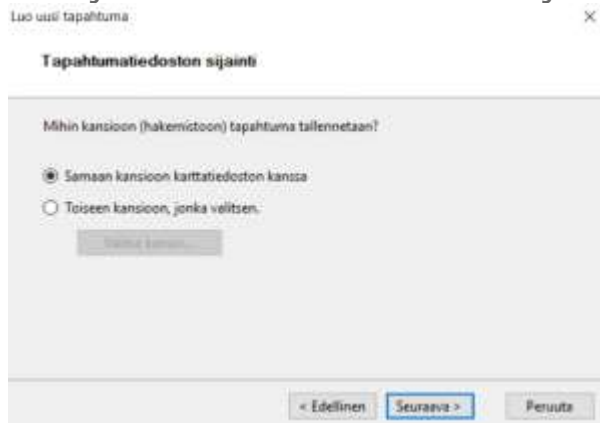 Luo uusi tapahtuma
Tapahtumatiedoston sijainti
Mihin kansioon (hakemistoon) tapahtuma tallennetaan?
Samaan kansioon karttatiedoston kanssa
Toiseen kansioon, jonka valitsen.
< Edellinen
Seuraava >
Peruuta